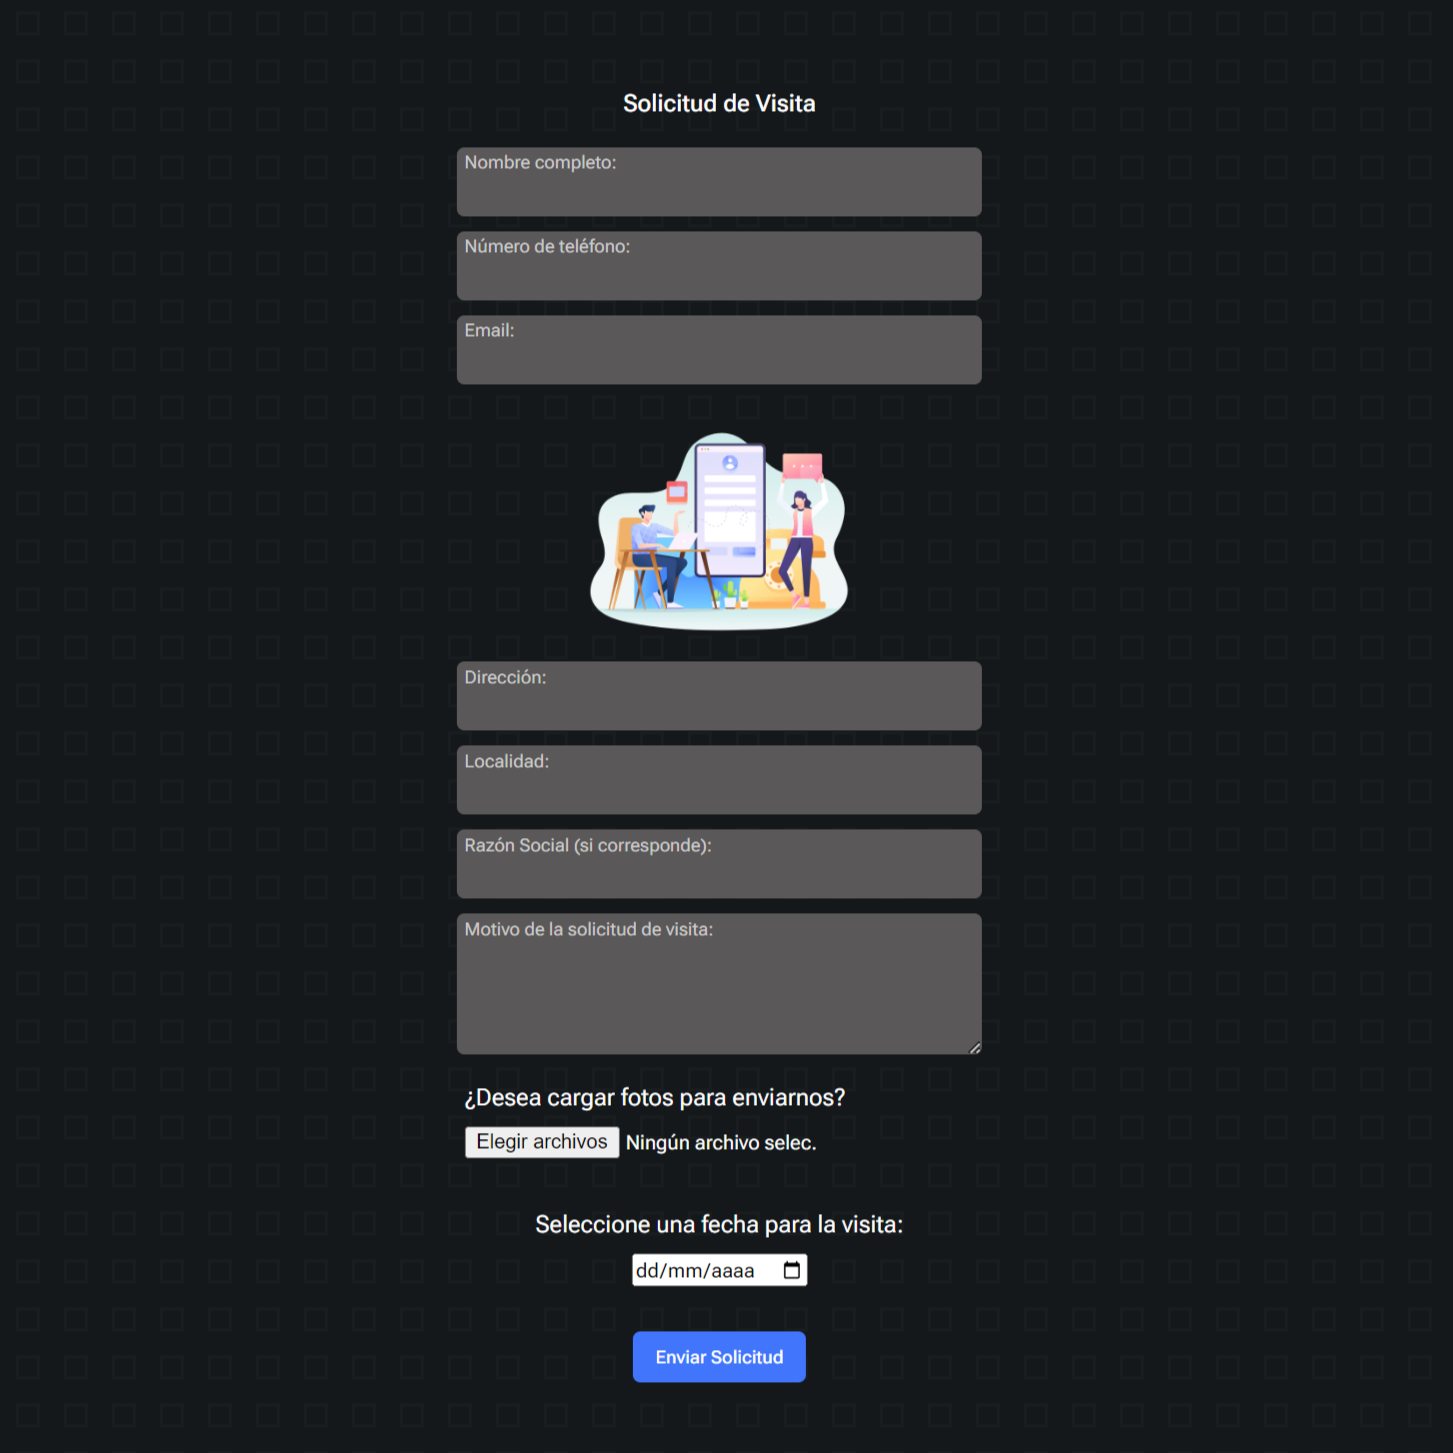 Solicitud de Visita
Nombre completo:
Número de teléfono:
Email:
Dirección:
Localidad:
Razón Social (si corresponde):
Motivo de la solicitud de visita:
¿Desea cargar fotos para enviarnos?
Elegir archivos Ningún archivo selec.
Seleccione una fecha para la visita:
dd/mm/aaaa
Enviar Solicitud